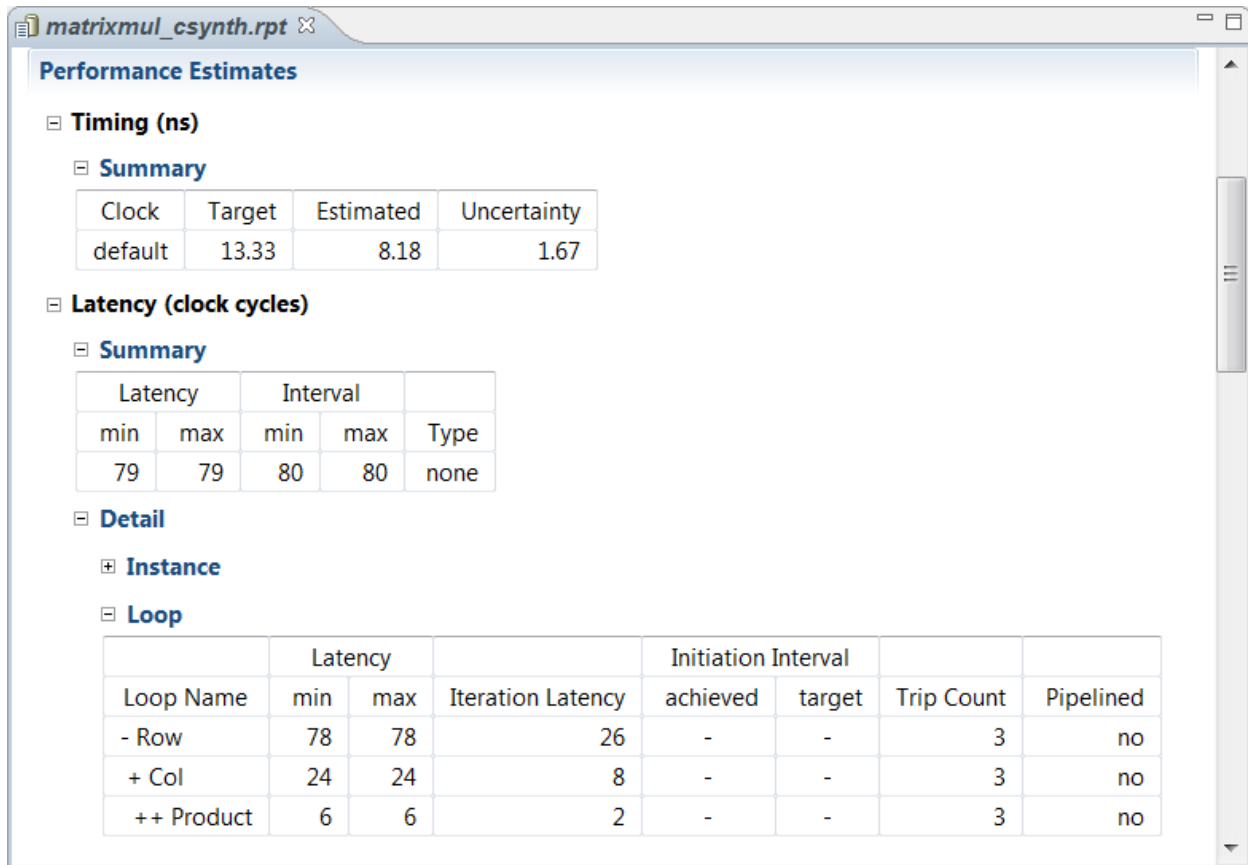 matrixmul_csynth.rpt
Performance Estimates
Timing (ns)
Summary
Clock Target Estimated Uncertainty
default 13.33 8.18 1.67
Latency (clock cycles)
Summary
Latency Interval
min max min max Type
79 79 80 80 none
Detail
Instance
Loop
Latency Initiation Interval
Loop Name min max Iteration Latency achieved target Trip Count Pipelined
- Row 78 78 26 - - 3 no
+ Col 24 24 8 - - 3 no
++ Product 6 6 2 - - 3 no